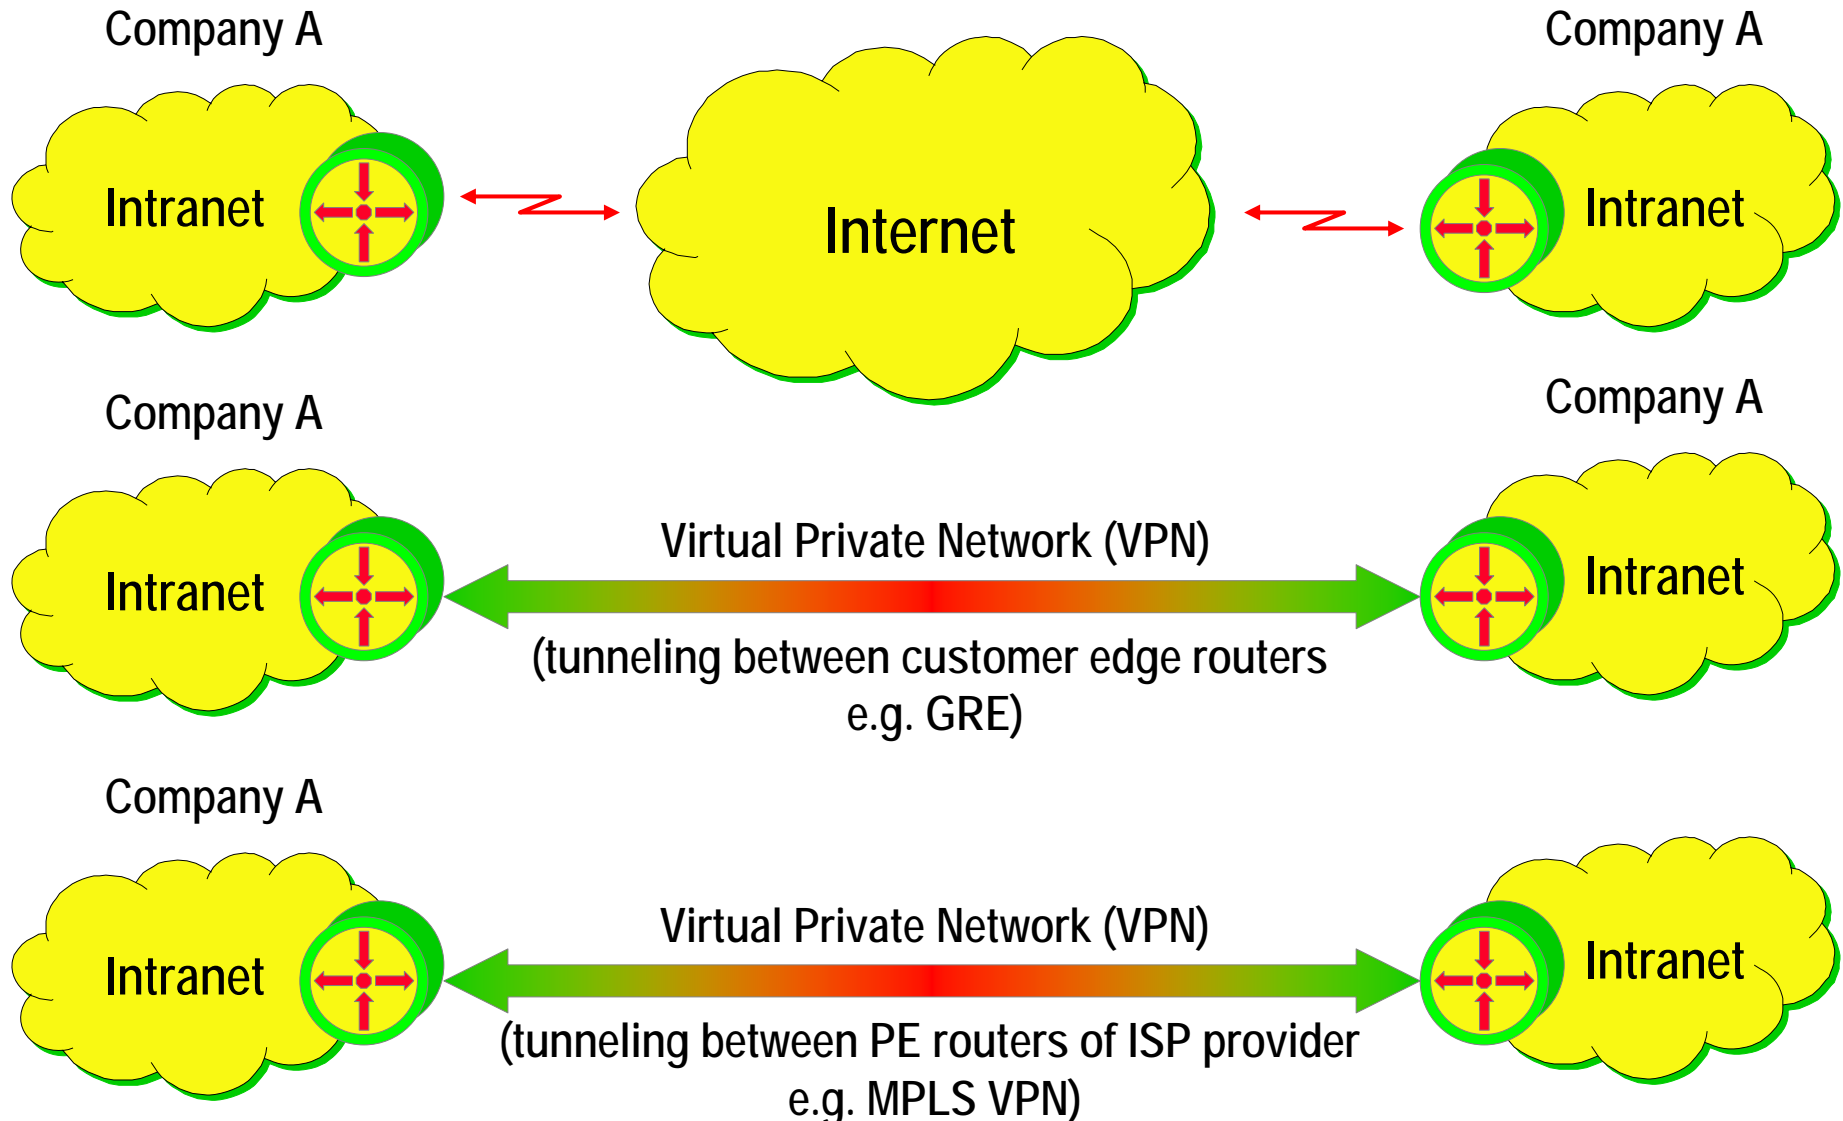 Company A
Company A
Intranet
Internet
Intranet
Company A
Company A
Intranet
Virtual Private Network (VPN)
Intranet
(tunneling between customer edge routers
e.g. GRE)
Company A
Intranet
Virtual Private Network (VPN)
Intranet
(tunneling between PE routers of ISP provider
e.g. MPLS VPN)